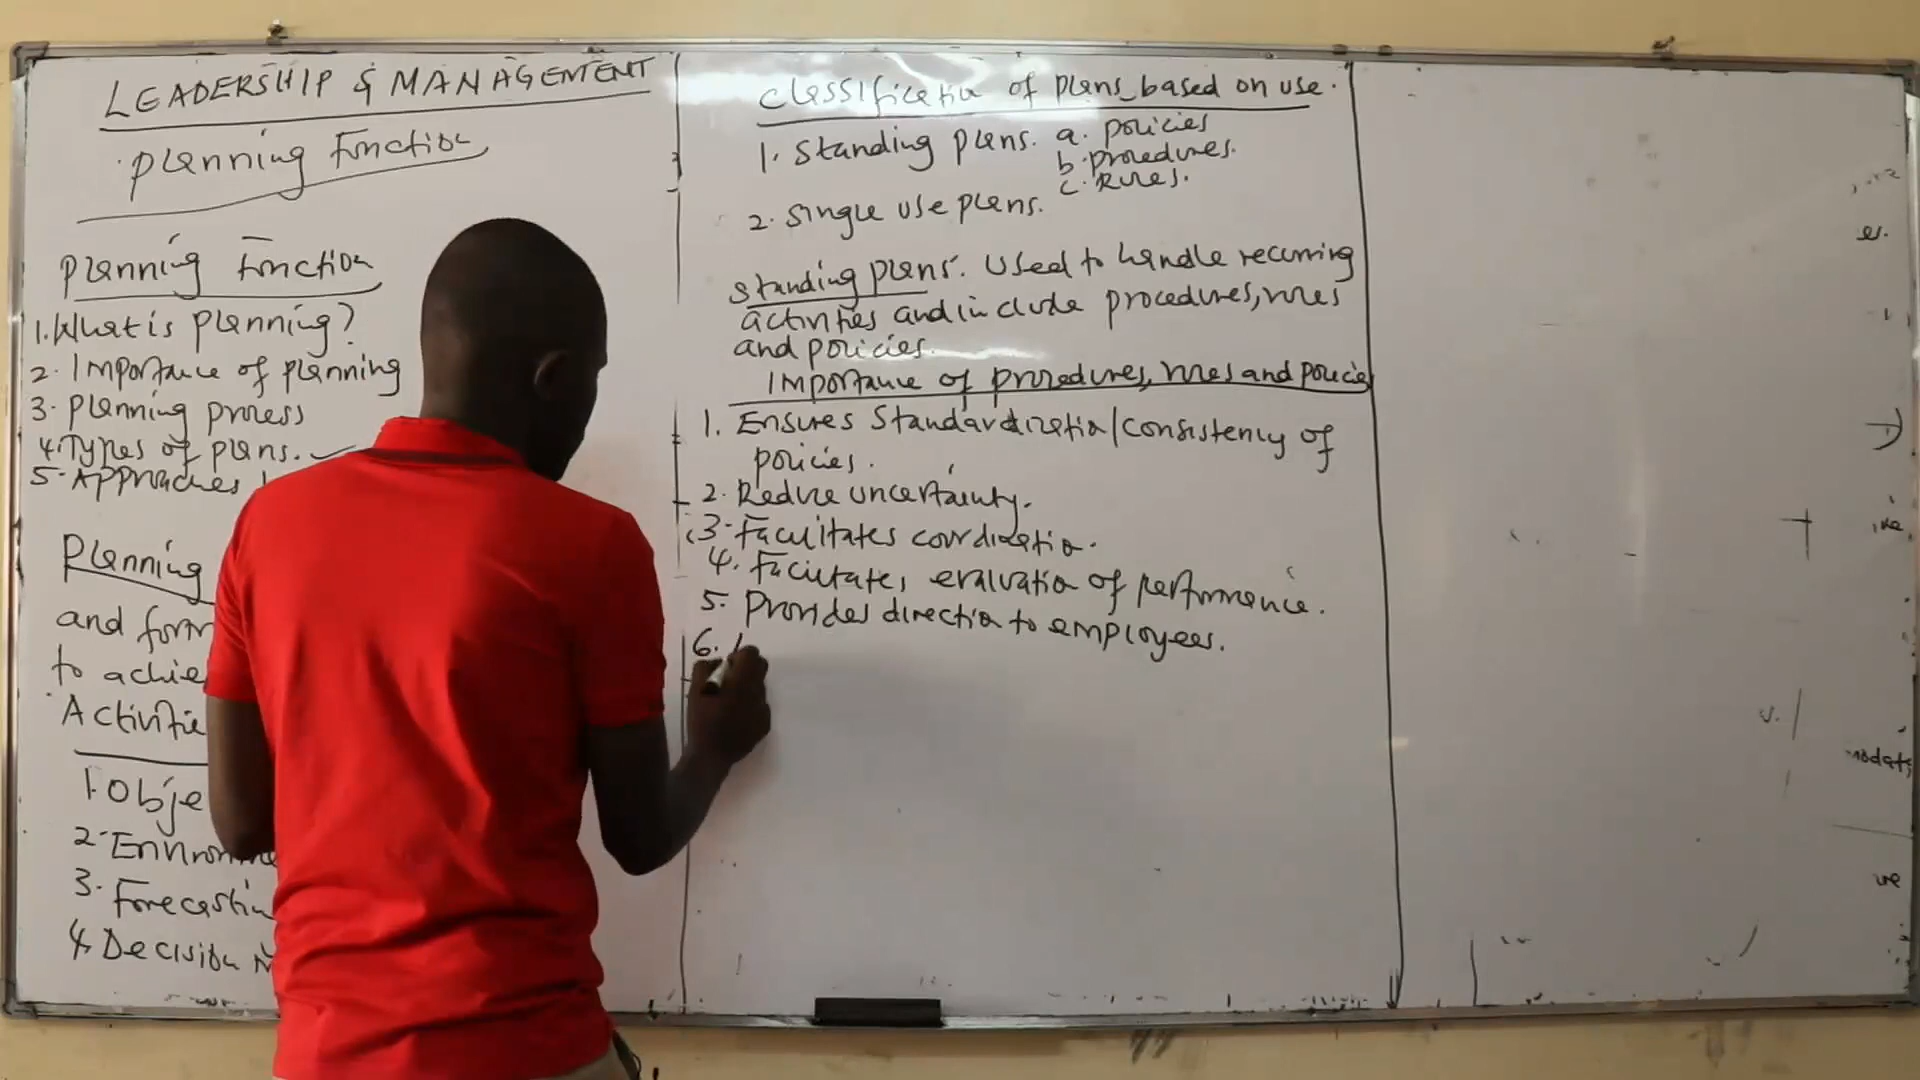 LEADERSHIP & MANAGEMENT
Planning Function
Planning Function
1. What is planning?
2. Importance of planning
3. Planning process
4. Types of plans.
5. Approaches
Planning
and form
to achie
Activitie
1. Obje
2. Environme
3. Forecastin
4. Decision
Classification of plans based on use.
1. Standing plans. a. policies
b. procedures.
c. Rules.
2. Single use plans.
Standing plans. Used to handle recurring
activities and include procedures, rules
and policies.
Importance of procedures, rules and policie
1. Ensures Standardization/consistency of
policies.
2. Reduce uncertainty.
3. Facilitates coordination.
4. Facilitates evaluation of performance.
5. Provides direction to employees.
6.